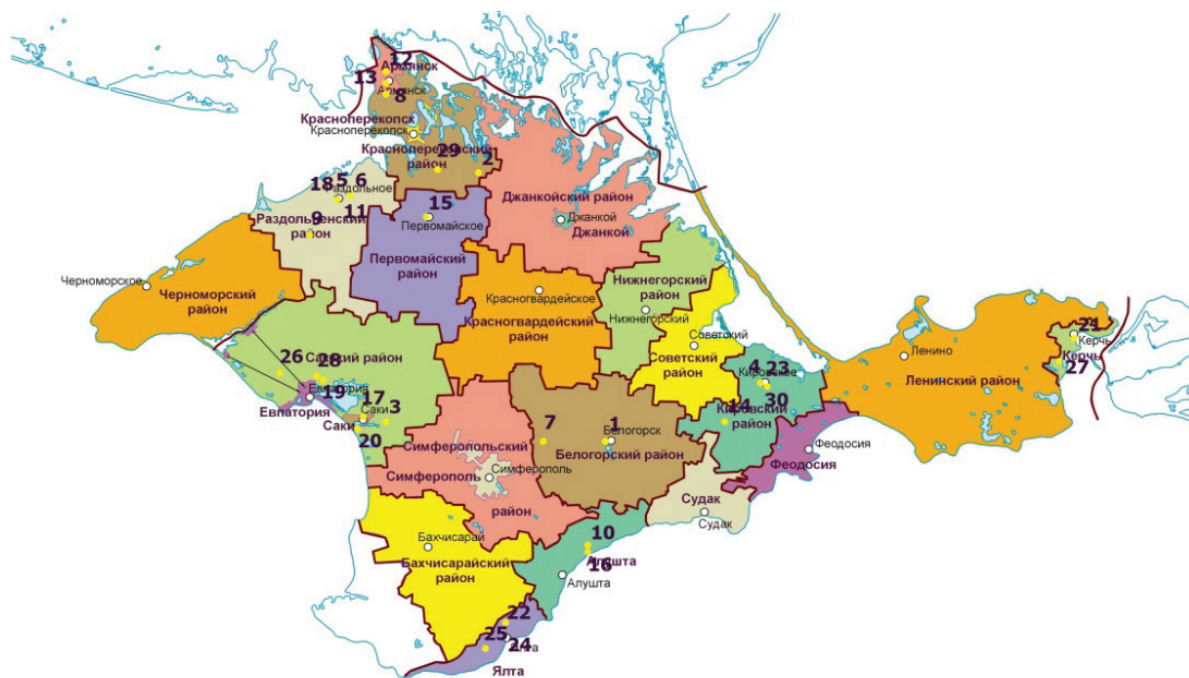 12
Армянск
13
Армянск
8
Красноперекопск
Красноперекопск
Красноперекопский
район
29
2
18
5
6
Раздольное
9
11
Раздольненский
район
15
Первомайское
Первомайский
район
Джанкойский район
Джанкой
Джанкой
Черноморское
Черноморский
район
Красногвардейское
Красногвардейский
район
Нижнегорский
район
Нижнегорский
Советский
Советский
район
4
23
Кировское
30
14
Кировский
район
Ленино
Ленинский район
21
Керчь
Керчь
27
26
28
Сакский район
Евпатория
19
Евпатория
17
Саки
3
Саки
20
7
1
Белогорск
Белогорский район
Симферопольский
Симферополь
Симферополь
район
Феодосия
Феодосия
Судак
Судак
Бахчисарай
Бахчисарайский
район
10
Алушта
16
Алушта
22
25
24
Ялта
Ялта